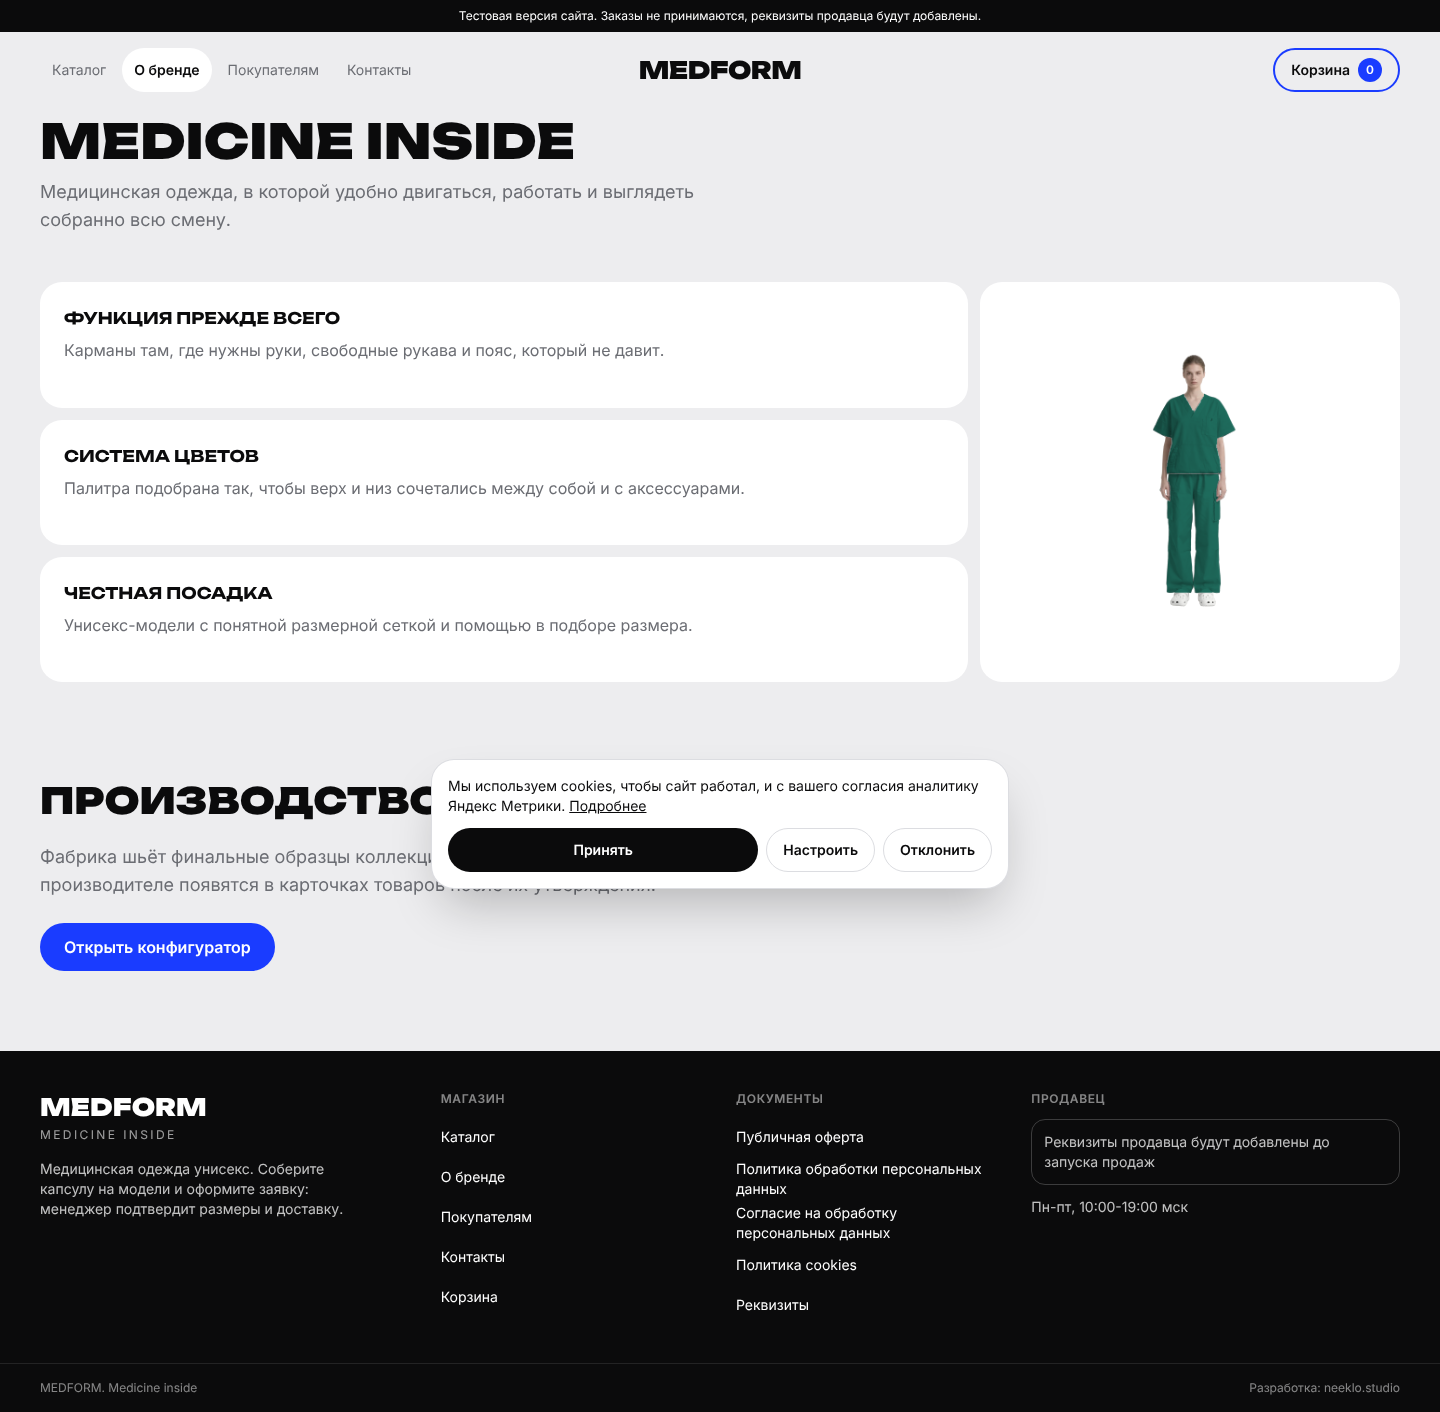 Тестовая версия сайта. Заказы не принимаются, реквизиты продавца будут добавлены.
Каталог
О бренде
Покупателям
Контакты
MEDFORM
Корзина 0
MEDICINE INSIDE
Медицинская одежда, в которой удобно двигаться, работать и выглядеть
собранно всю смену.
ФУНКЦИЯ ПРЕЖДЕ ВСЕГО
Карманы там, где нужны руки, свободные рукава и пояс, который не давит.
СИСТЕМА ЦВЕТОВ
Палитра подобрана так, чтобы верх и низ сочетались между собой и с аксессуарами.
ЧЕСТНАЯ ПОСАДКА
Унисекс-модели с понятной размерной сеткой и помощью в подборе размера.
ПРОИЗВОДСТВО
Фабрика шьёт финальные образцы
производителе появятся в карточках товаров после их утверждения.
Мы используем cookies, чтобы сайт работал, и с вашего согласия аналитику
Яндекс Метрики. Подробнее
Принять
Настроить
Отклонить
Открыть конфигуратор
MEDFORM
MEDICINE INSIDE
Медицинская одежда унисекс. Соберите
капсулу на модели и оформите заявку:
менеджер подтвердит размеры и доставку.
МАГАЗИН
Каталог
О бренде
Покупателям
Контакты
Корзина
ДОКУМЕНТЫ
Публичная оферта
Политика обработки персональных
данных
Согласие на обработку
персональных данных
Политика cookies
Реквизиты
ПРОДАВЕЦ
Реквизиты продавца будут добавлены до
запуска продаж
Пн-пт, 10:00-19:00 мск
MEDFORM. Medicine inside
Разработка: neeklo.studio